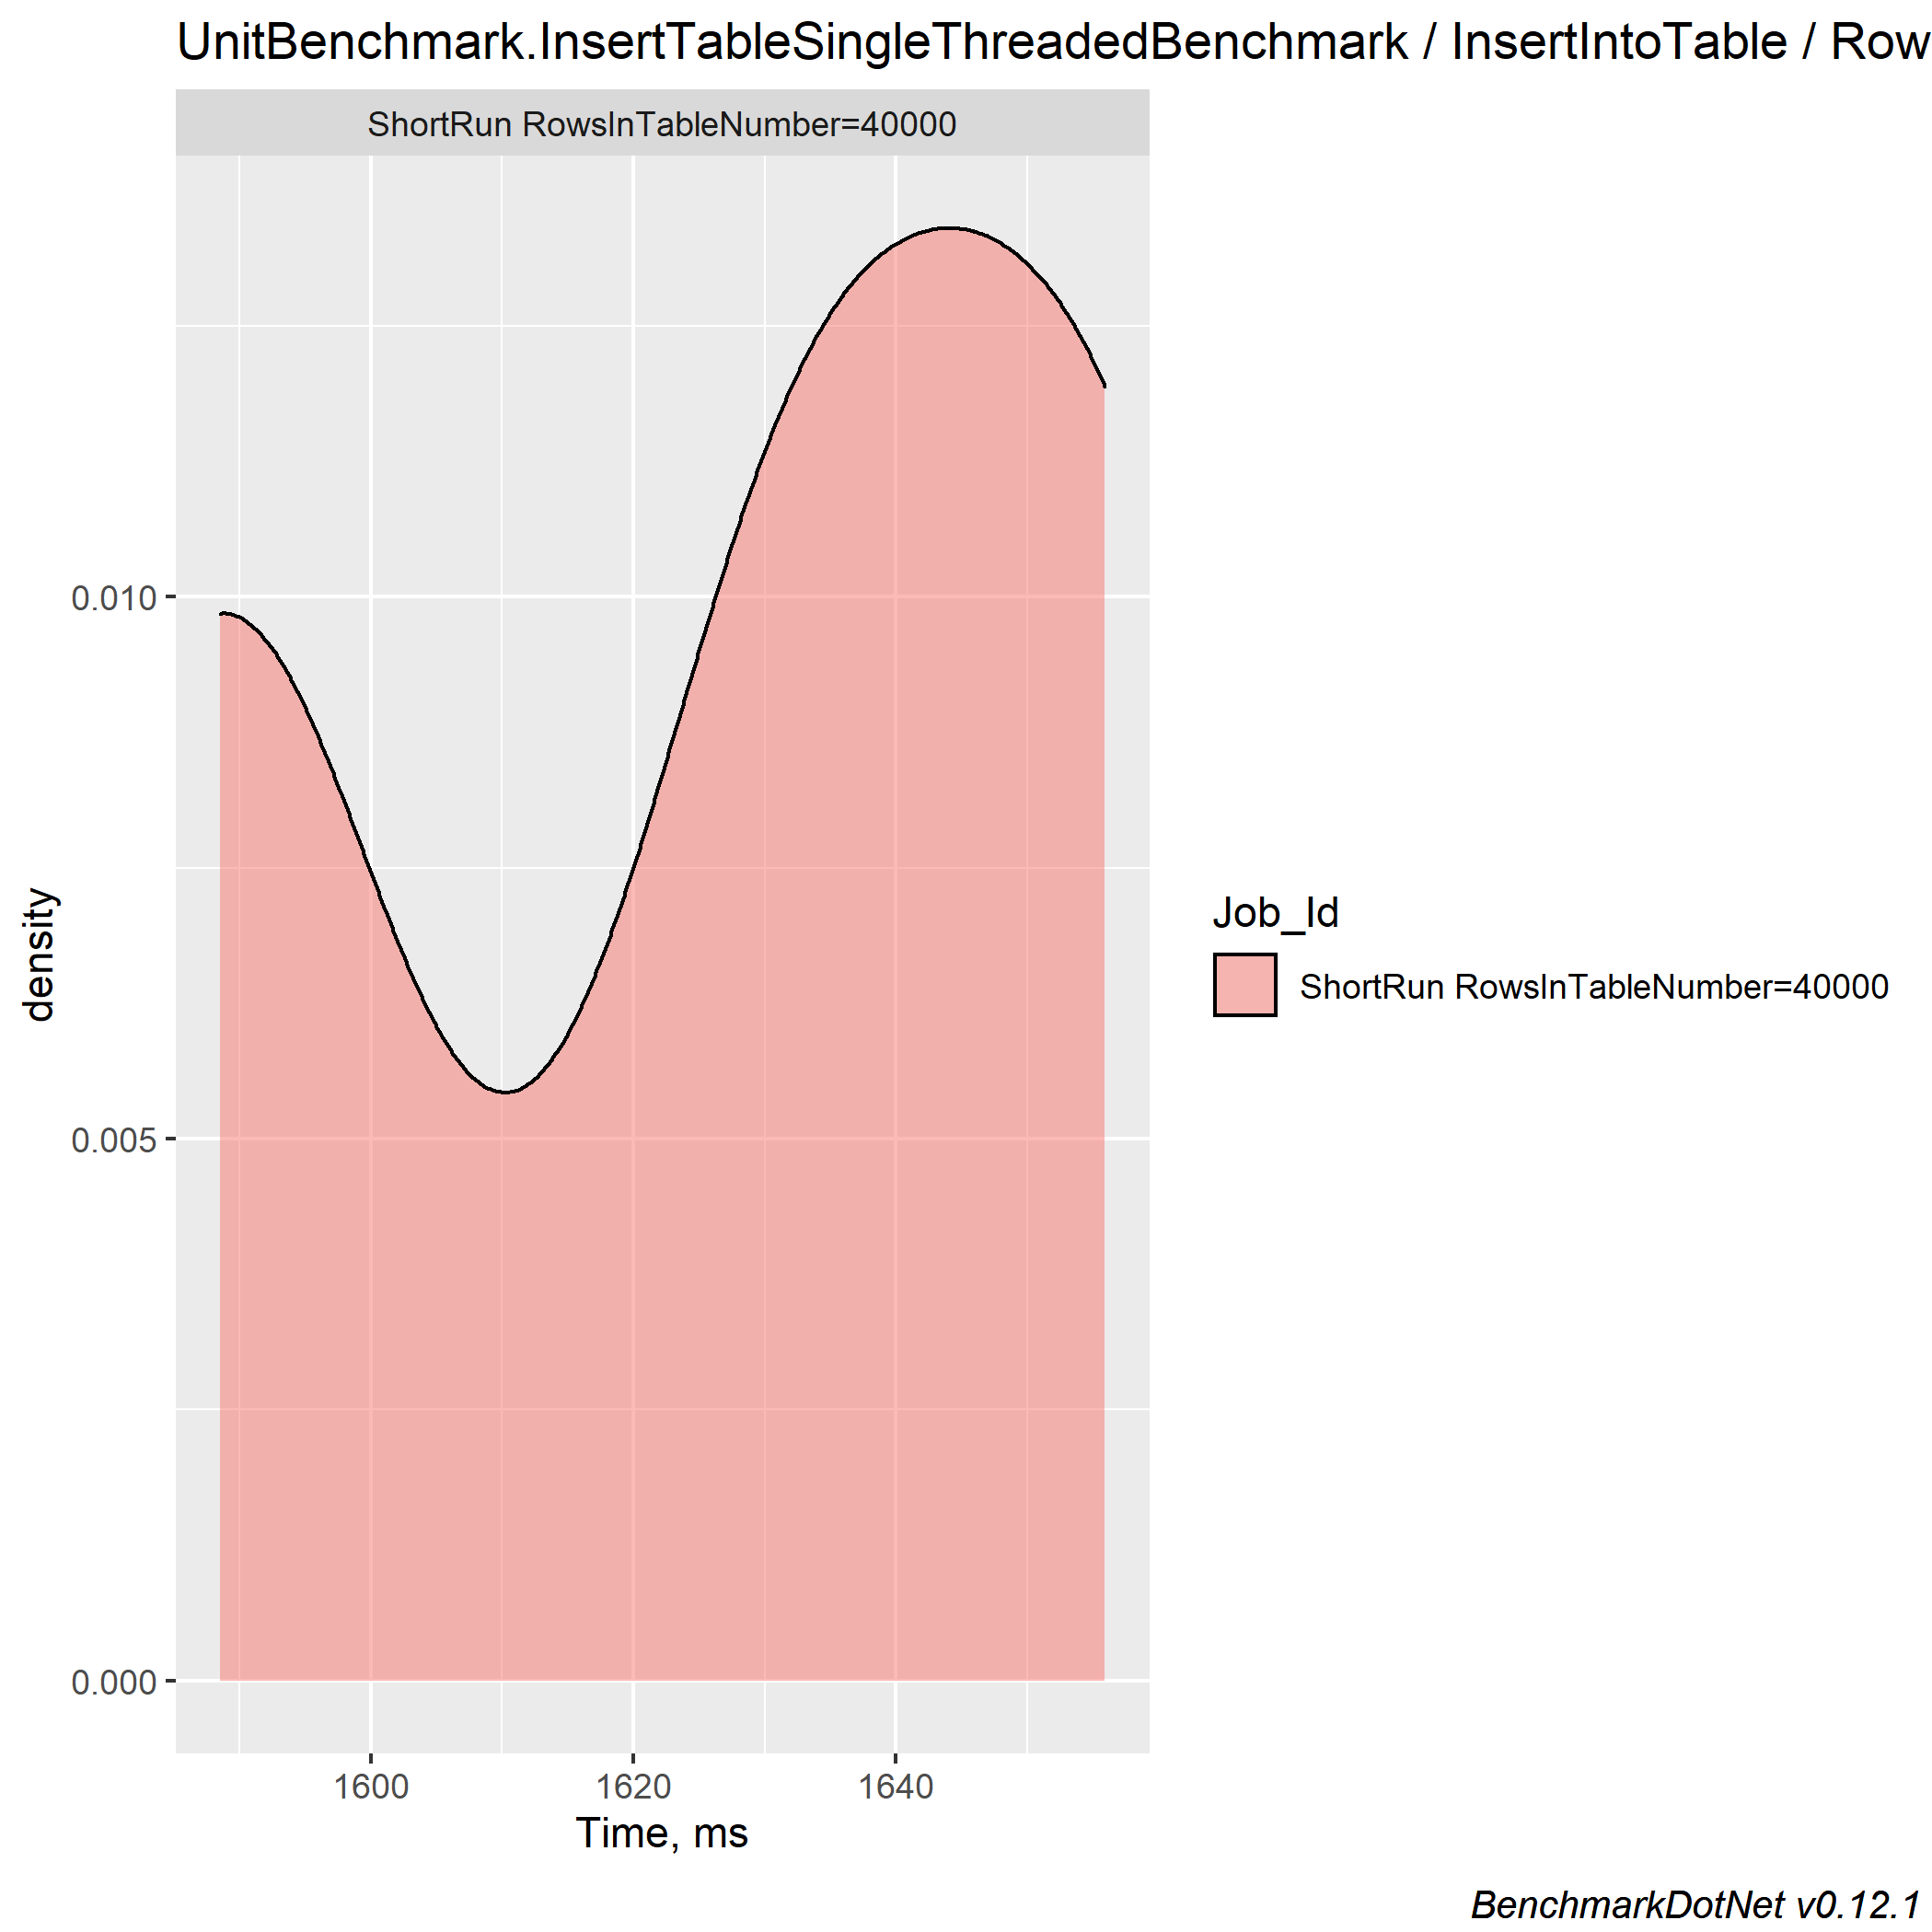 UnitBenchmark.InsertTableSingleThreadedBenchmark / InsertIntoTable / Row
ShortRun RowsInTableNumber=40000
0.010
0.005
0.000
density
1600 1620 1640
Time, ms
Job_Id
ShortRun RowsInTableNumber=40000
BenchmarkDotNet v0.12.1